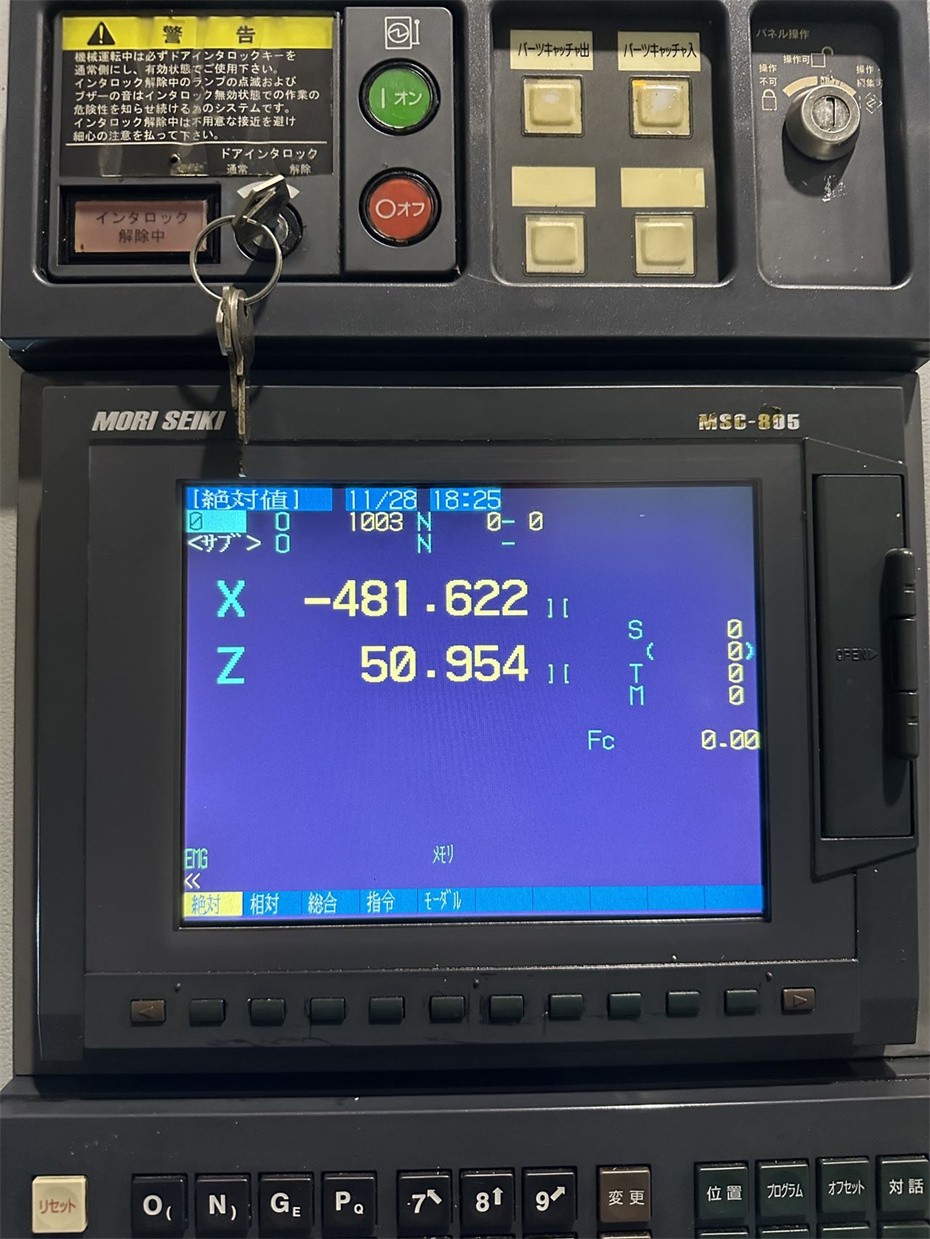 警 告
機械運転中は必ずドアインタロックキーを
通常側にし、有効状態でご使用下さい。
インタロック解除中のランプの点滅および
ブザーの音はインタロック無効状態での作業の
危険性を知らせ続けるためのシステムです。
インタロック解除中は不用意な接近を避け
細心の注意を払って下さい。
ドアインタロック
通常 解除
インタロック
解除中
オン
オフ
パーツキャッチャ出 パーツキャッチャ入
パネル操作
操作可
操作
不可
操作
MORI SEIKI
MSC-805
[絶対値] 11/28 18:25
0 O 1003 N 0- 0
<サブ> O N -
X -481.622 ][
Z 50.954 ][
S 0
( 0)
T 0
M 0
Fc 0.00
EMG メモリ
<<
絶対 相対 総合 指令 モーダル
OPEN
リセット O( N) GE PQ 7 8 9 変更 位置 プログラム オフセット 対話